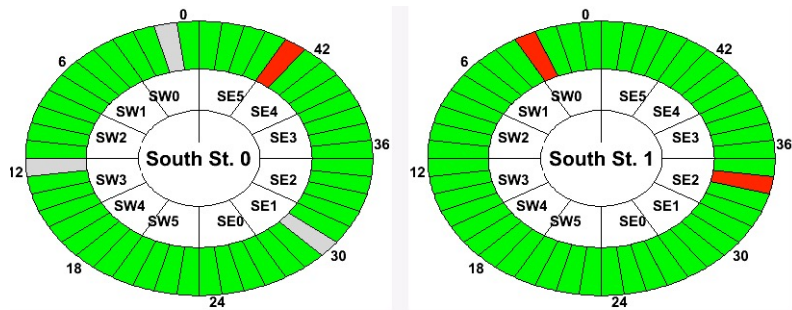 0
42
6
SW0
SE5
SW1
SE4
SW2
SE3
36
12
South St. 0
SW3
SE2
SW4
SE1
SW5
SE0
30
18
24
0
42
6
SW0
SE5
SW1
SE4
SW2
SE3
36
12
South St. 1
SW3
SE2
SW4
SE1
SW5
SE0
30
18
24